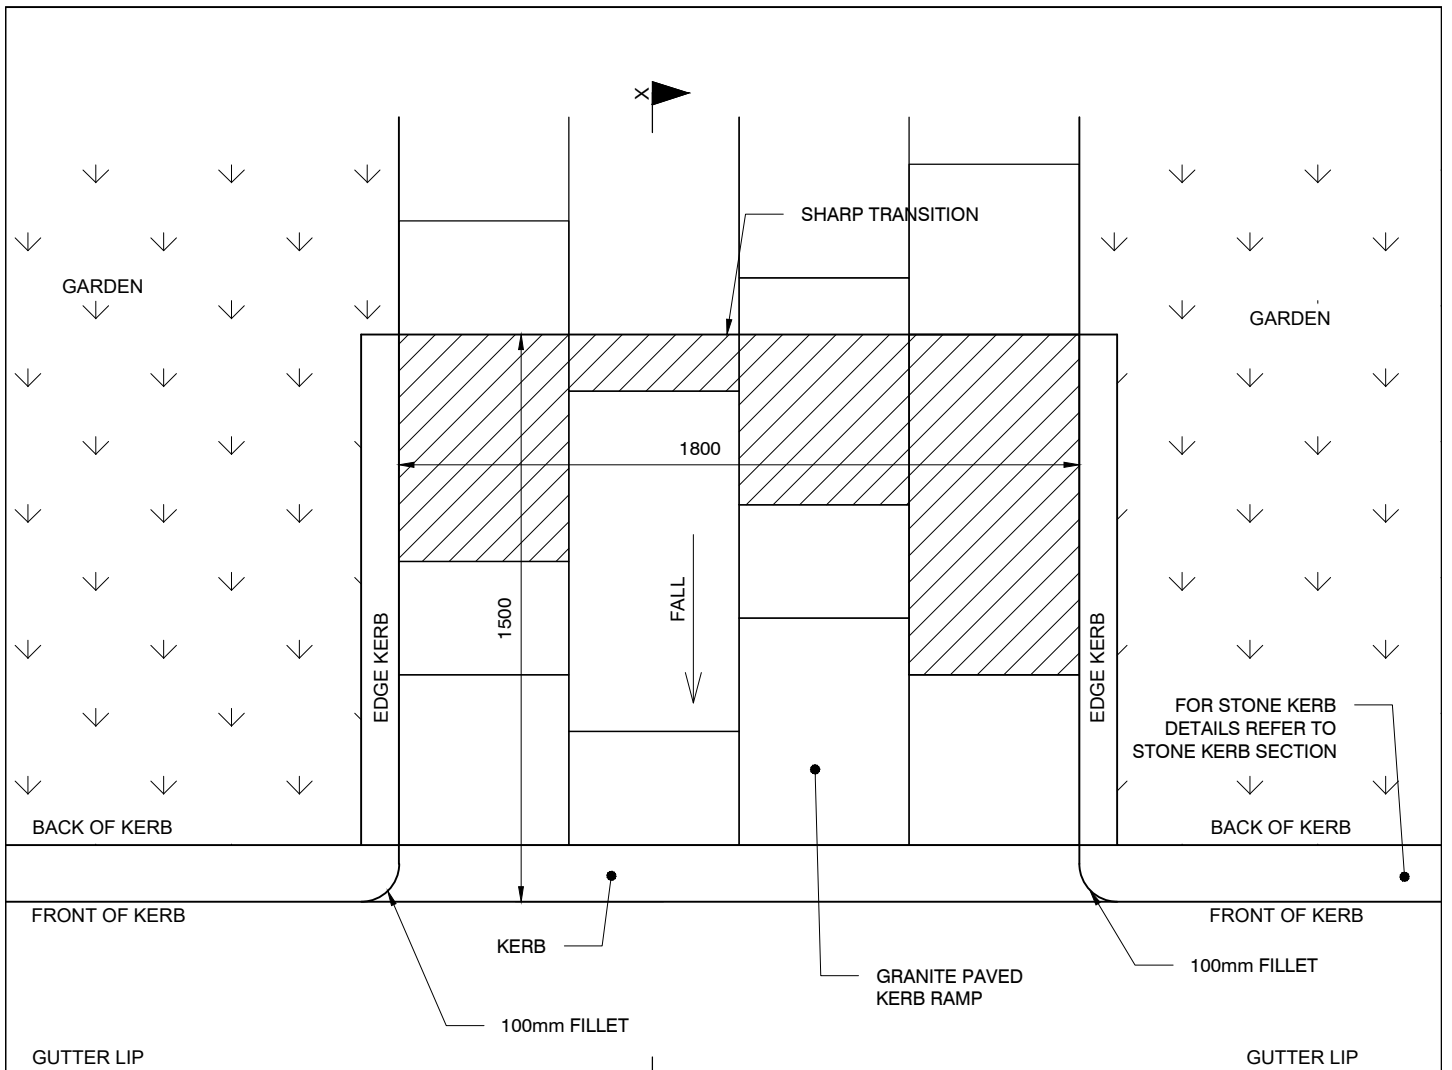 X
SHARP TRANSITION
GARDEN
GARDEN
1800
FALL
1500
EDGE KERB
EDGE KERB
FOR STONE KERB
DETAILS REFER TO
STONE KERB SECTION
BACK OF KERB
BACK OF KERB
FRONT OF KERB
FRONT OF KERB
KERB
GRANITE PAVED
KERB RAMP
100mm FILLET
100mm FILLET
GUTTER LIP
GUTTER LIP